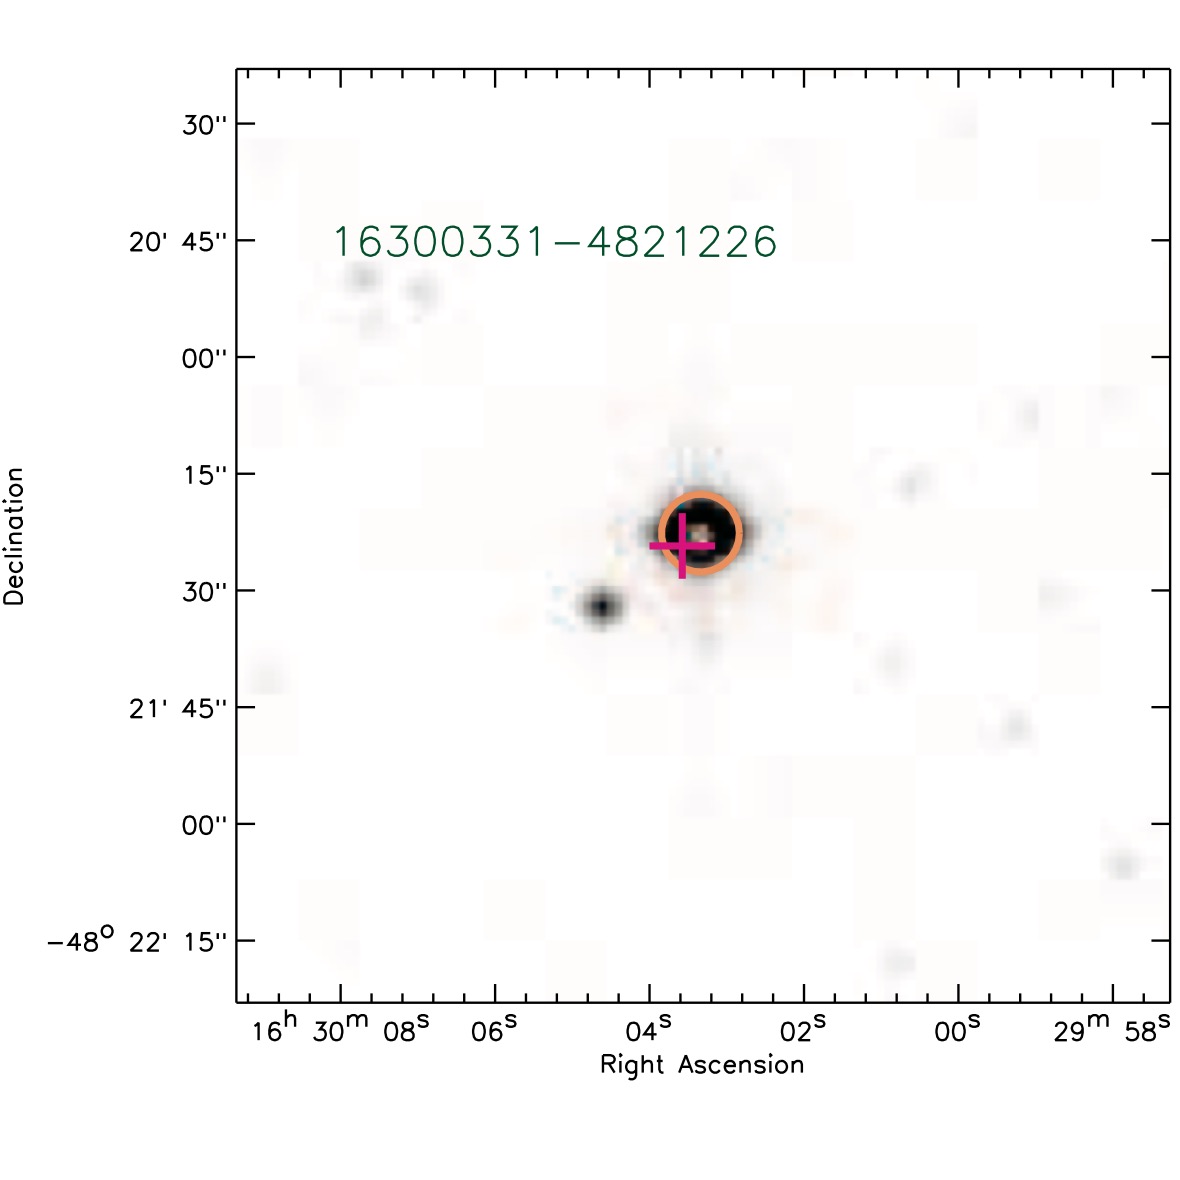 30"
16300331-4821226
20' 45"
00"
15"
Declination
30"
21' 45"
00"
-48° 22' 15"
16h 30m 08s 06s 04s 02s 00s 29m 58s
Right Ascension